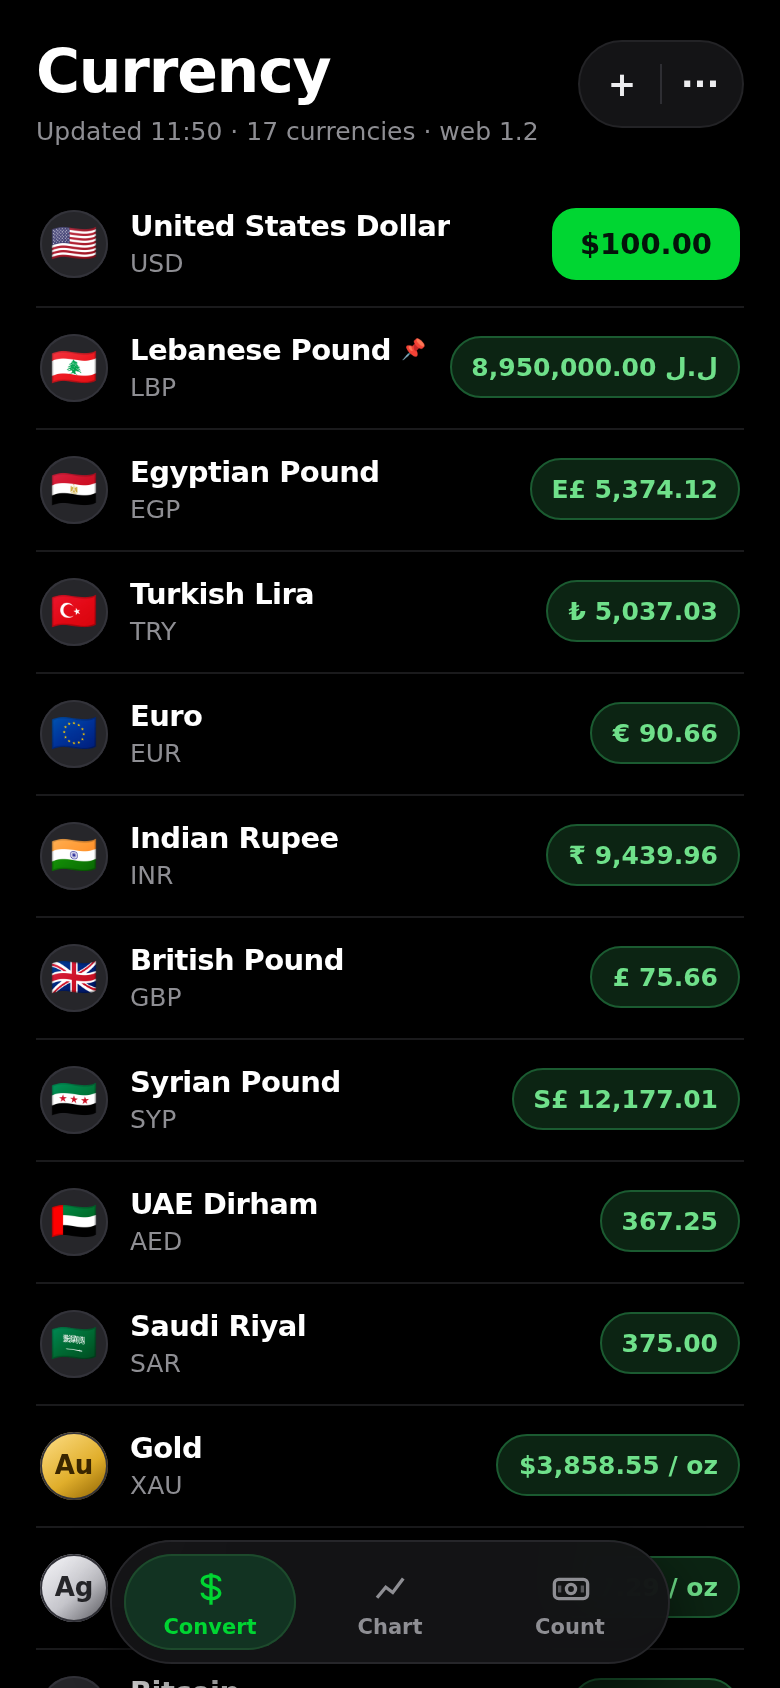 Currency
+ ...
Updated 11:50 · 17 currencies · web 1.2
United States Dollar
USD
$100.00
Lebanese Pound
LBP
8,950,000.00 ل.ل
Egyptian Pound
EGP
E£ 5,374.12
Turkish Lira
TRY
₺ 5,037.03
Euro
EUR
€ 90.66
Indian Rupee
INR
₹ 9,439.96
British Pound
GBP
£ 75.66
Syrian Pound
SYP
S£ 12,177.01
UAE Dirham
AED
367.25
Saudi Riyal
SAR
375.00
Au
Gold
XAU
$3,858.55 / oz
Ag
/ oz
$
Convert
Chart
Count
Bitcoin